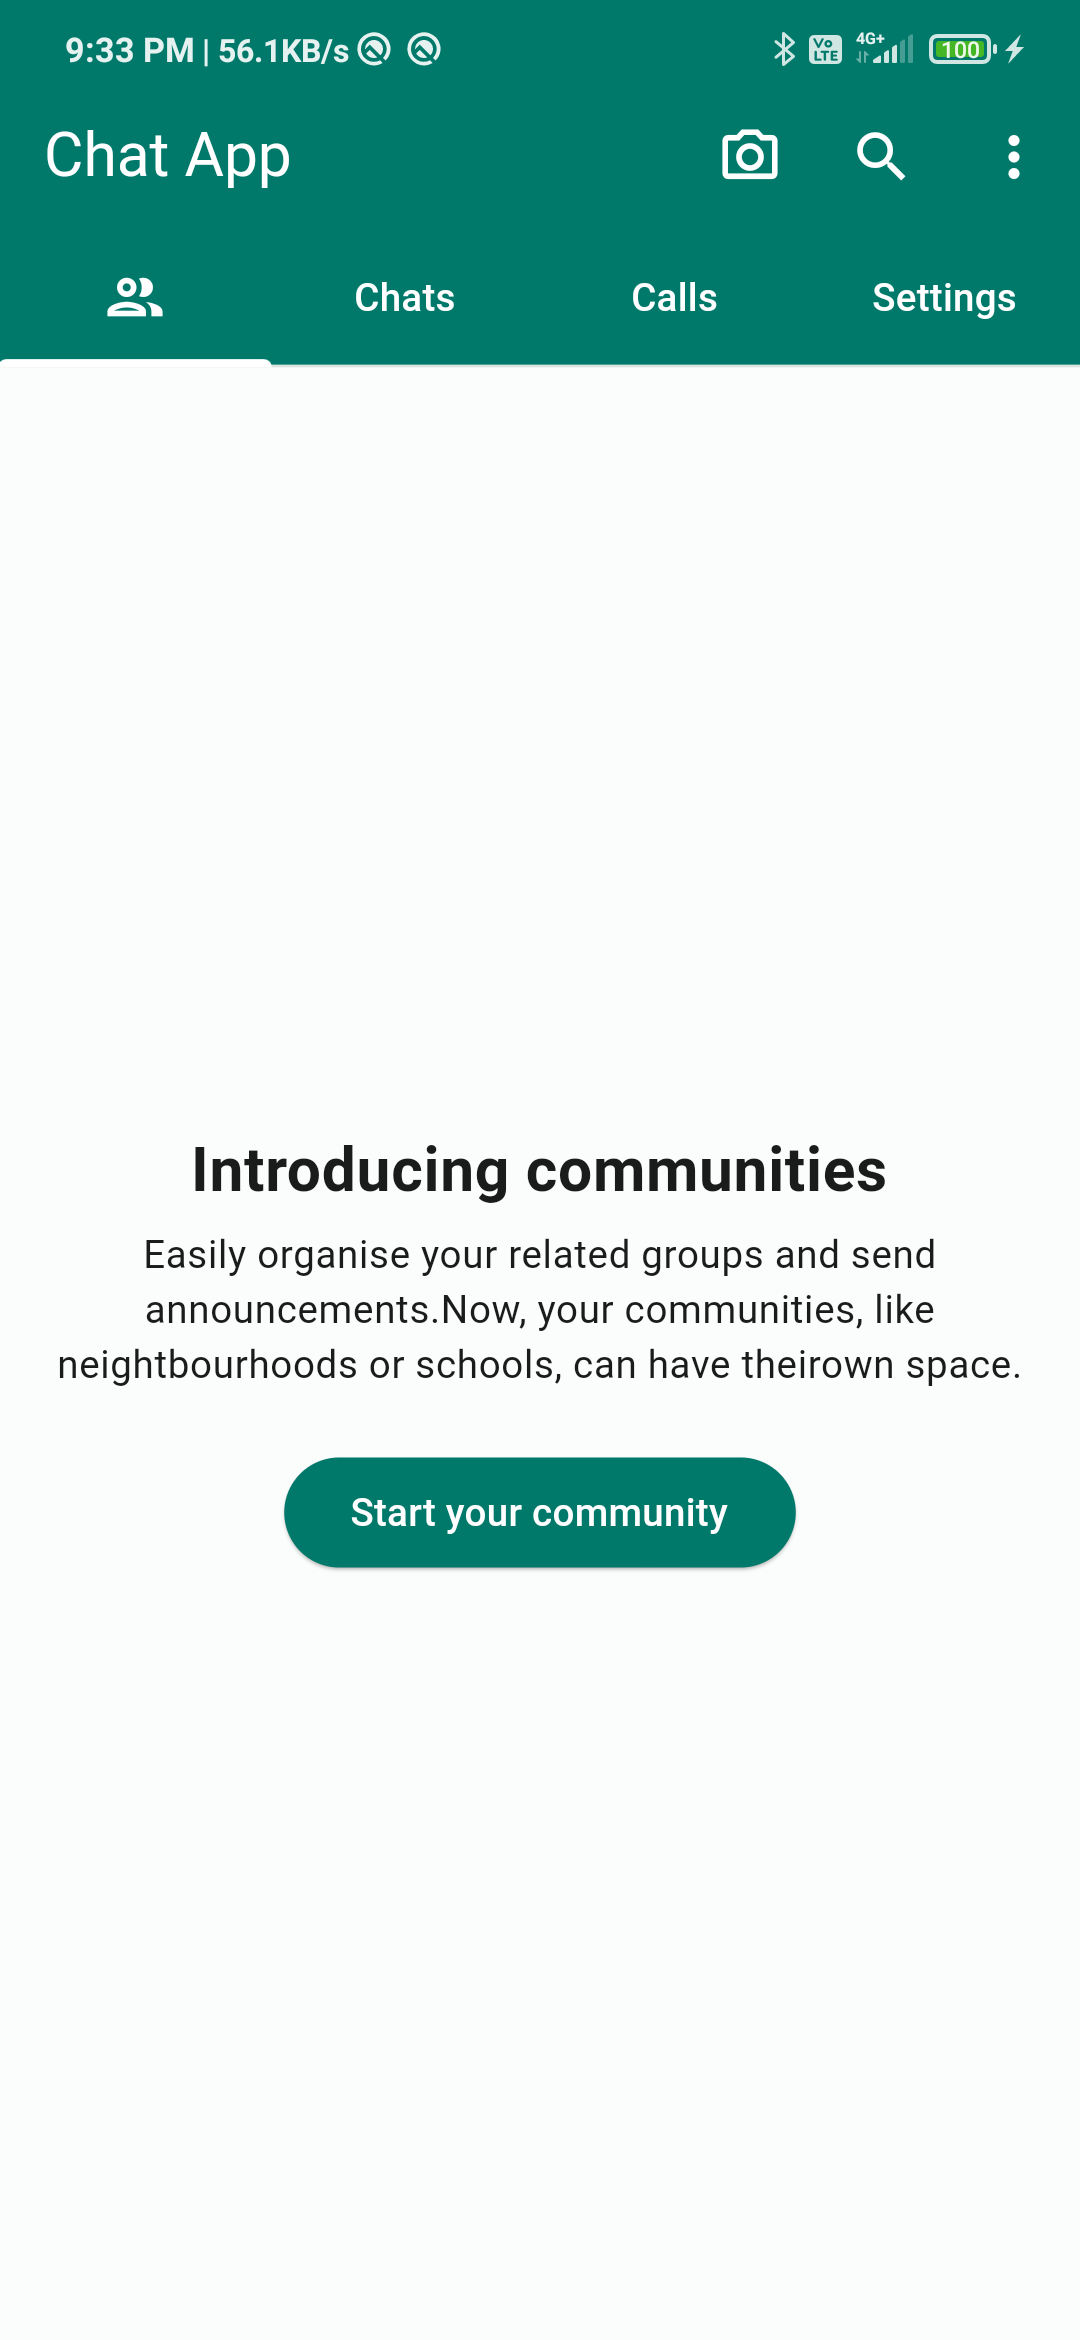 9:33 PM | 56.1KB/s
Vo LTE 4G+ 100
Chat App
Chats Calls Settings
Introducing communities
Easily organise your related groups and send
announcements.Now, your communities, like
neightbourhoods or schools, can have theirown space.
Start your community